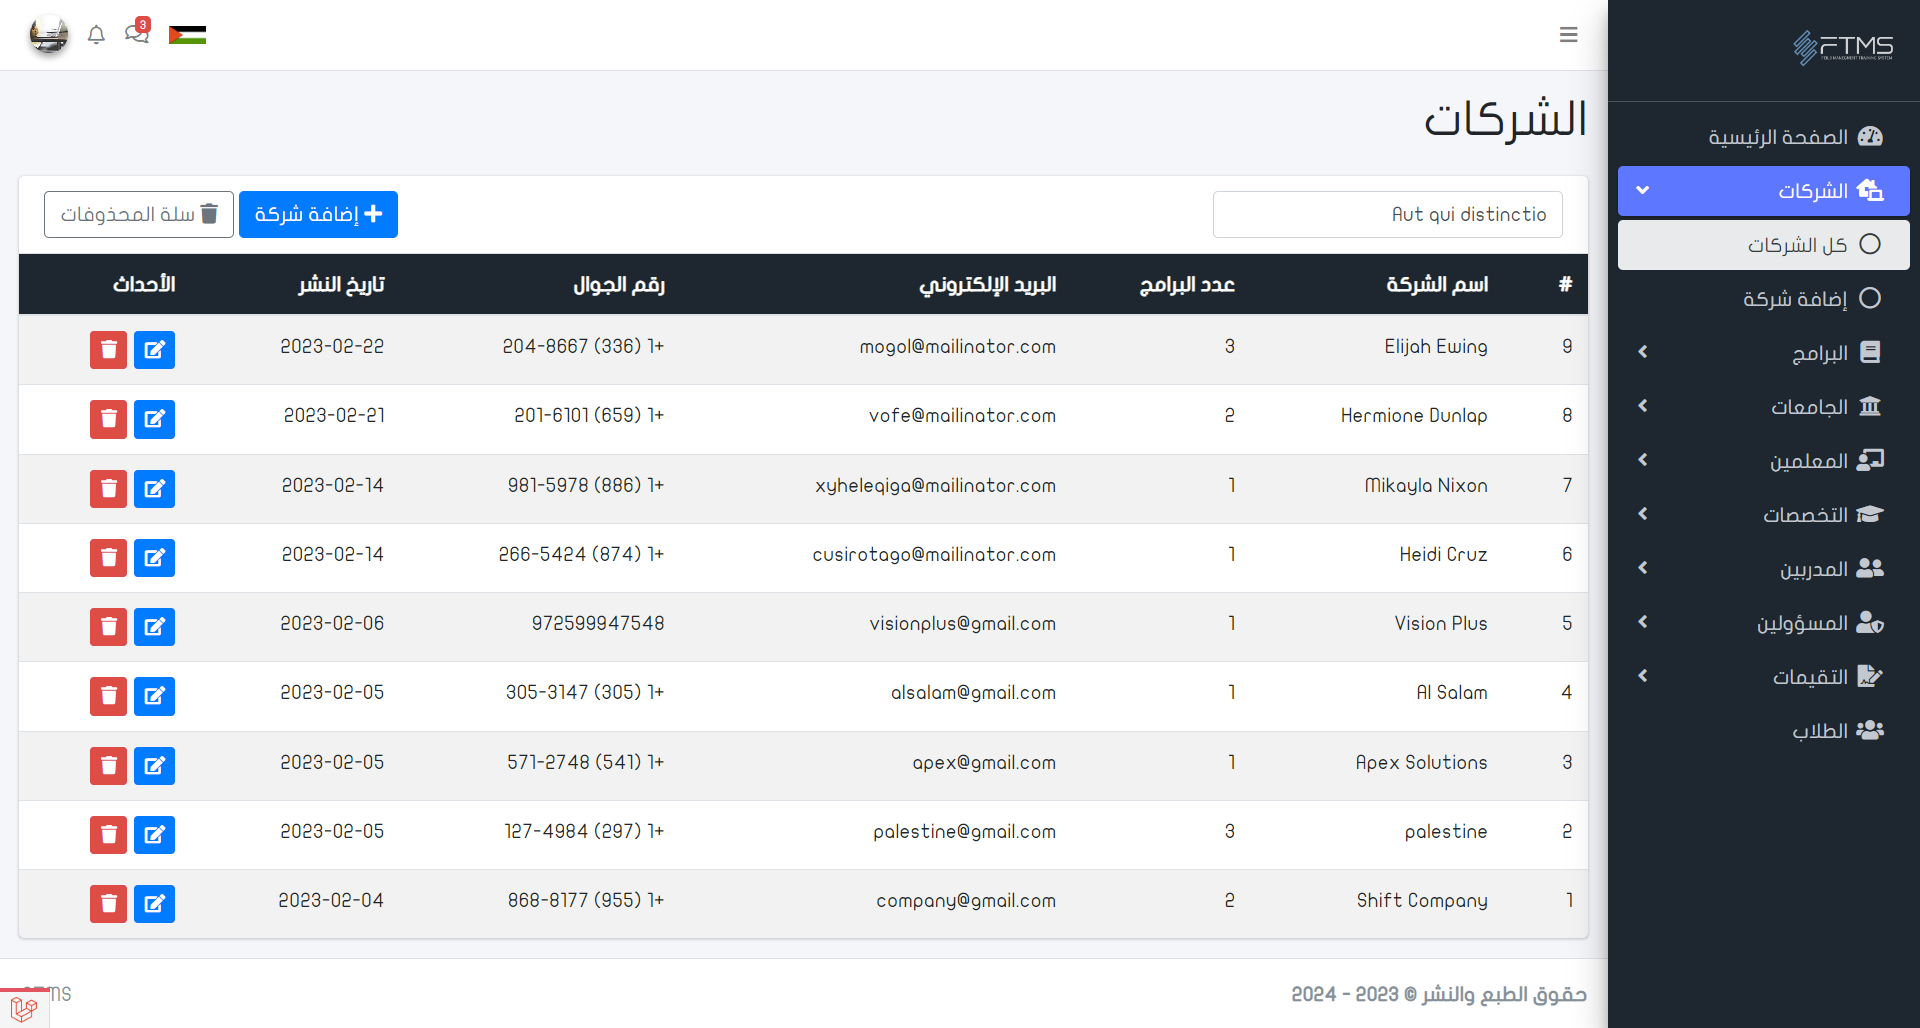 3
FTMS
FEILD MANEGMENT TRAINING SYSTEM
الصفحة الرئيسية
الشركات
كل الشركات
إضافة شركة
البرامج
الجامعات
المعلمين
التخصصات
المدربين
المسؤولين
التقيمات
الطلاب
الشركات
Aut qui distinctio
إضافة شركة
سلة المحذوفات
# اسم الشركة عدد البرامج البريد الإلكتروني رقم الجوال تاريخ النشر الأحداث
9 Elijah Ewing 3 mogol@mailinator.com +1 (336) 204-8667 2023-02-22
8 Hermione Dunlap 2 vofe@mailinator.com +1 (659) 201-6101 2023-02-21
7 Mikayla Nixon 1 xyheleqiga@mailinator.com +1 (886) 981-5978 2023-02-14
6 Heidi Cruz 1 cusirotago@mailinator.com +1 (874) 266-5424 2023-02-14
5 Vision Plus 1 visionplus@gmail.com 972599947548 2023-02-06
4 Al Salam 1 alsalam@gmail.com +1 (305) 305-3147 2023-02-05
3 Apex Solutions 1 apex@gmail.com +1 (541) 571-2748 2023-02-05
2 palestine 3 palestine@gmail.com +1 (297) 127-4984 2023-02-05
1 Shift Company 2 company@gmail.com +1 (955) 868-8177 2023-02-04
حقوق الطبع والنشر © 2023 - 2024
FTMS